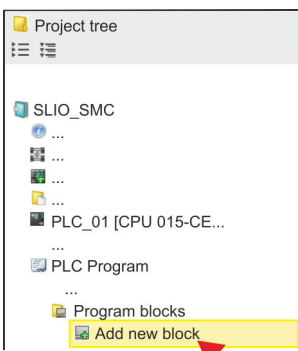 Project tree
SLIO_SMC
...
...
...
...
PLC_01 [CPU 015-CE...
...
PLC Program
...
Program blocks
Add new block